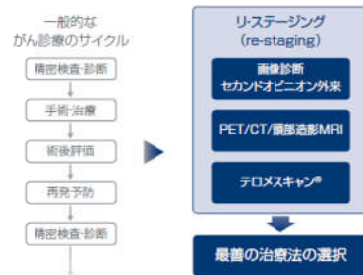 一般的な
がん診療のサイクル
精密検査・診断
手術・治療
術後評価
再発予防
精密検査・診断
リ・ステージング
(re-staging)
画像診断
セカンドオピニオン外来
PET/CT/頭部造影MRI
テロメスキャン®
最善の治療法の選択